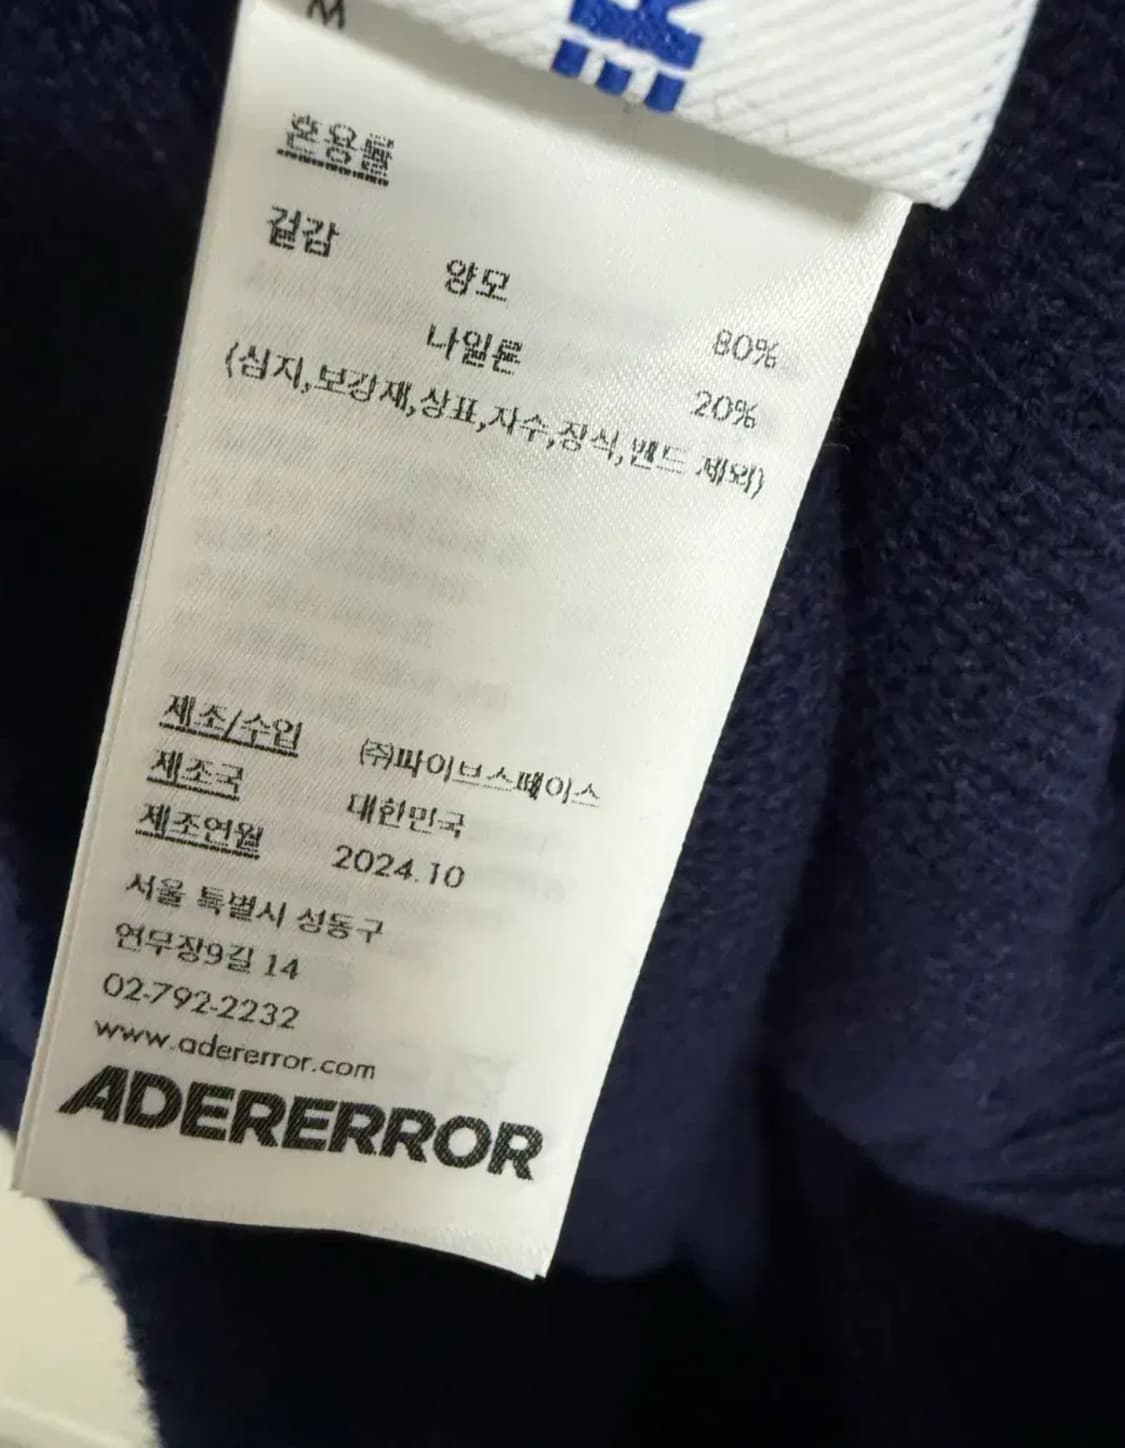 M
혼용률
겉감
양모 80%
나일론 20%
(심지,보강재,상표,자수,장식,밴드 제외)
제조/수입 ㈜파이브스페이스
제조국 대한민국
제조연월 2024.10
서울 특별시 성동구
연무장9길 14
02-792-2232
www.adererror.com
ADERERROR